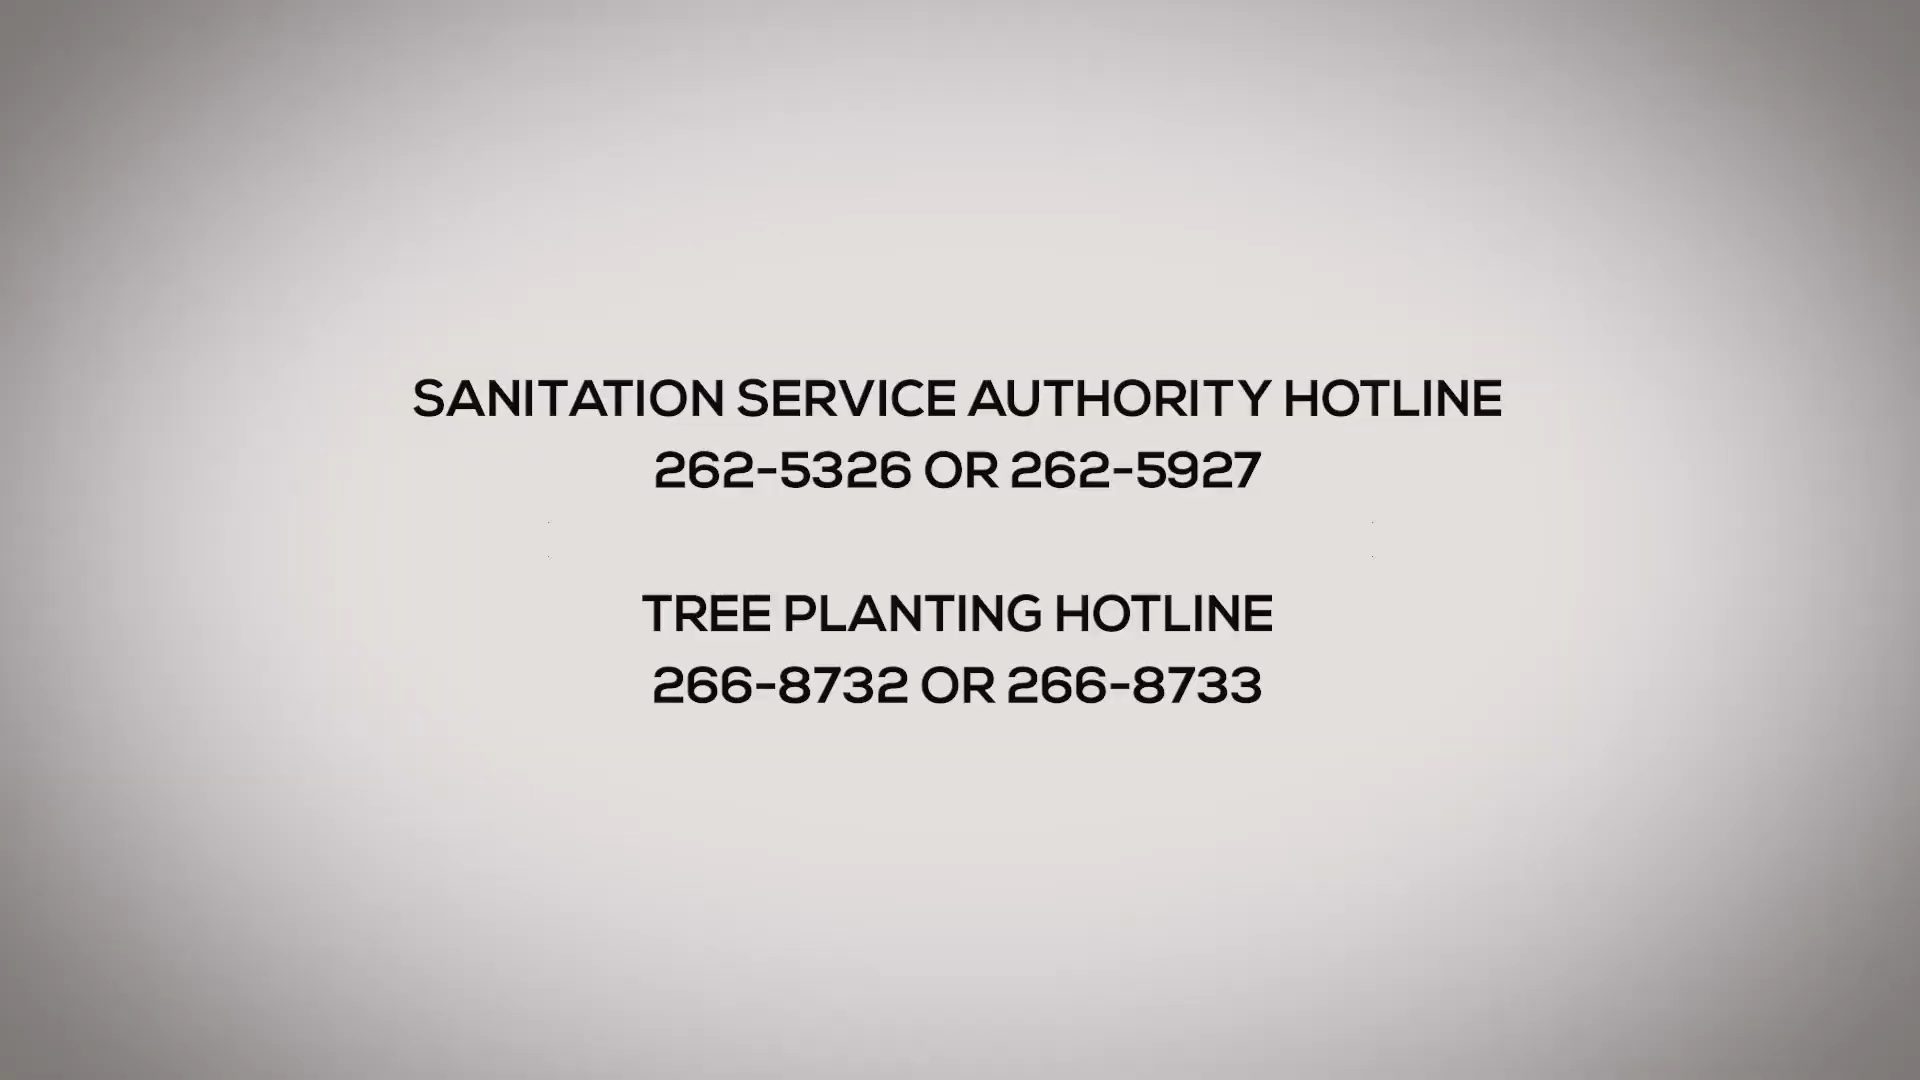 SANITATION SERVICE AUTHORITY HOTLINE
262-5326 OR 262-5927
TREE PLANTING HOTLINE
266-8732 OR 266-8733